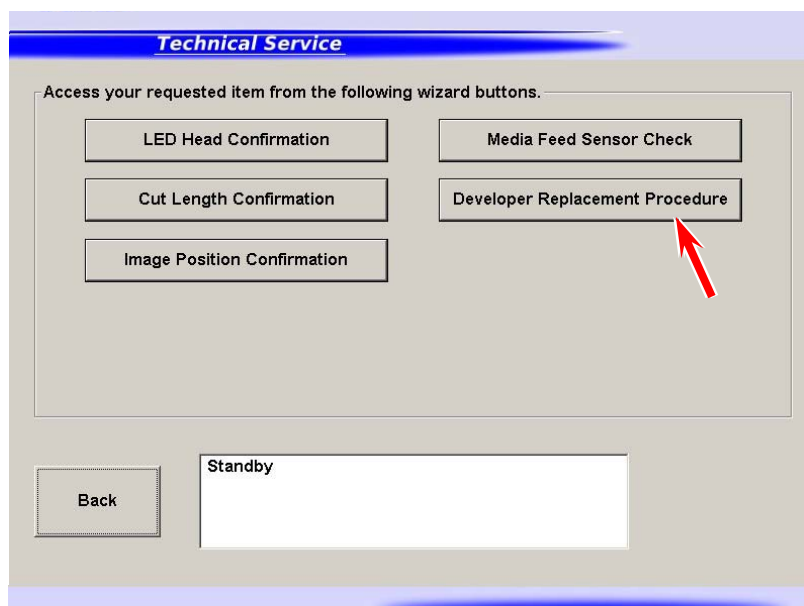 Technical Service
Access your requested item from the following wizard buttons.
LED Head Confirmation
Media Feed Sensor Check
Cut Length Confirmation
Developer Replacement Procedure
Image Position Confirmation
Standby
Back